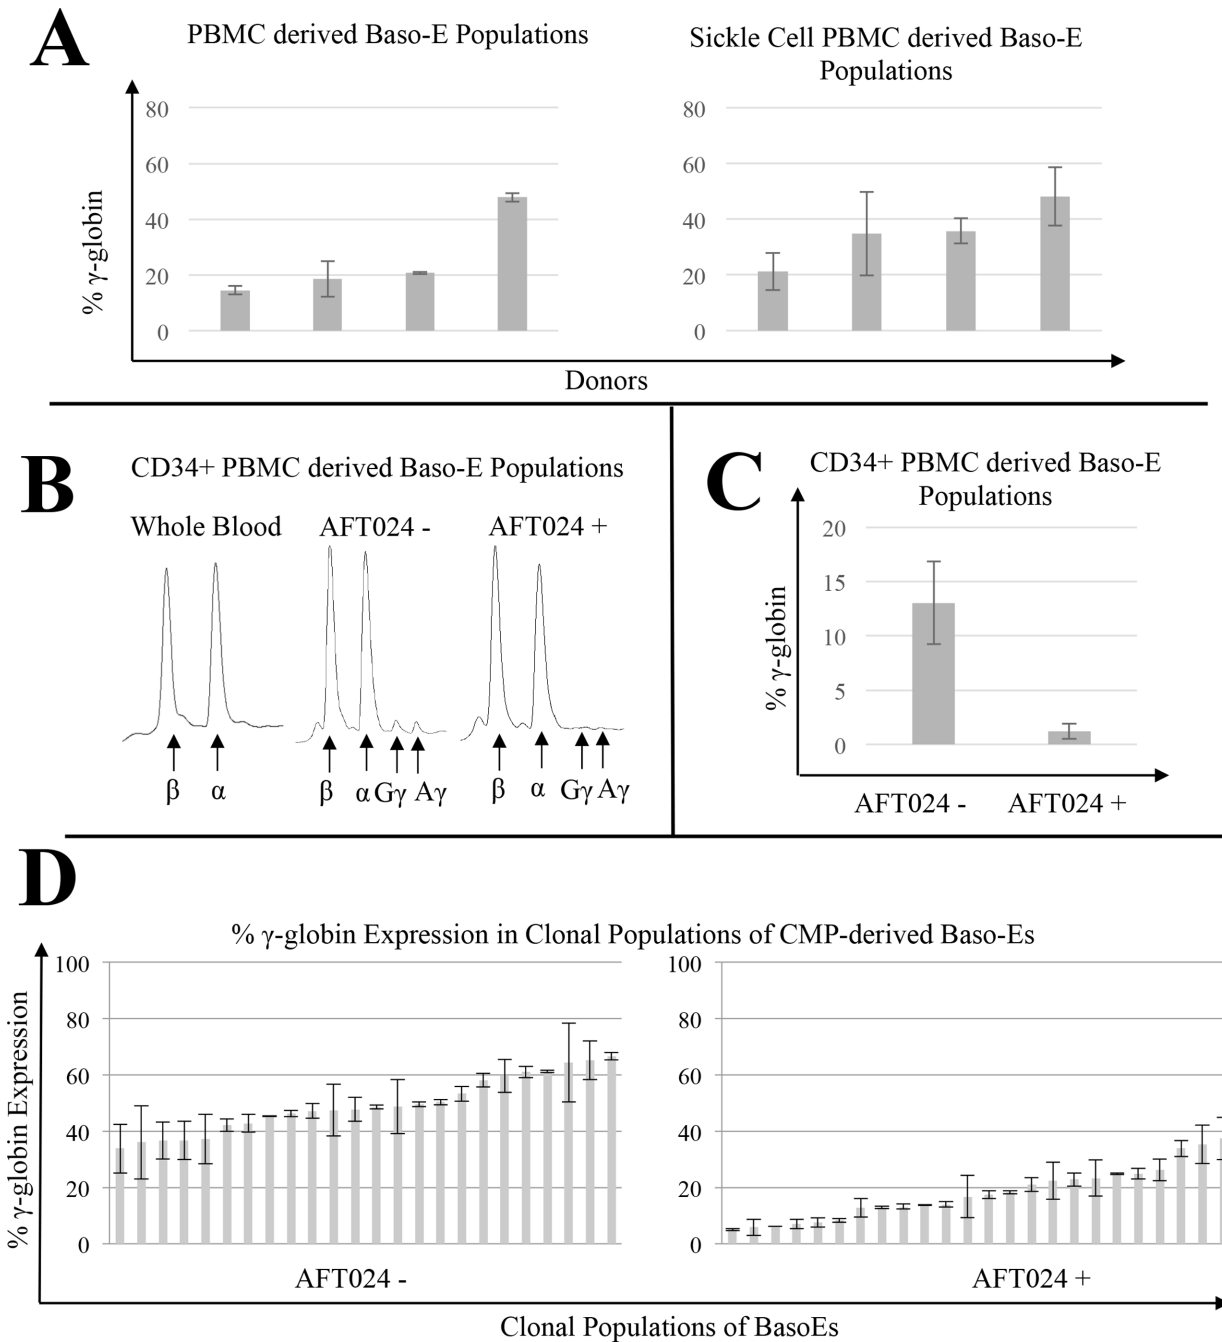 A
PBMC derived Baso-E Populations
Sickle Cell PBMC derived Baso-E
Populations
% γ-globin
80
60
40
20
0
80
60
40
20
0
Donors
B
CD34+ PBMC derived Baso-E Populations
Whole Blood
AFT024 -
AFT024 +
β
α
β
α
Gγ
Aγ
β
α
Gγ
Aγ
C
CD34+ PBMC derived Baso-E
Populations
% γ-globin
20
15
10
5
0
AFT024 -
AFT024 +
D
% γ-globin Expression in Clonal Populations of CMP-derived Baso-Es
% γ-globin Expression
100
80
60
40
20
0
AFT024 -
100
80
60
40
20
0
AFT024 +
Clonal Populations of BasoEs